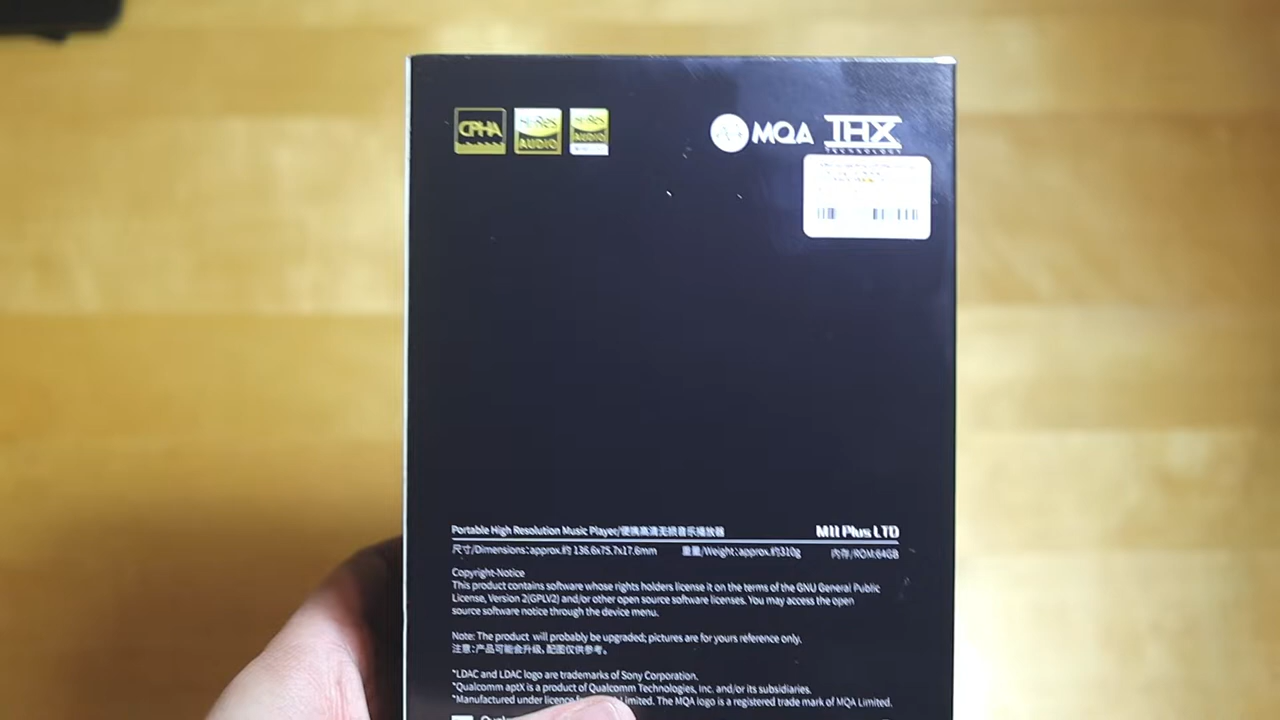 CPHA
Hi-Res
AUDIO
Hi-Res
AUDIO
MQA
THX
TECHNOLOGY
Portable High Resolution Music Player/便携高清无损音乐播放器
M11 Plus LTD
尺寸/Dimensions:approx.约 136.6x75.7x17.6mm
重量/Weight:approx.约310g
内存/ROM:64GB
Copyright-Notice
This product contains software whose rights holders license it on the terms of the GNU General Public
License, Version 2(GPLV2) and/or other open source software licenses. You may access the open
source software notice through the device menu.
Note: The product will probably be upgraded; pictures are for yours reference only.
注意:产品可能会升级,配图仅供参考。
*LDAC and LDAC logo are trademarks of Sony Corporation.
*Qualcomm aptX is a product of Qualcomm Technologies, Inc. and/or its subsidiaries.
*Manufactured under licence Limited. The MQA logo is a registered trade mark of MQA Limited.